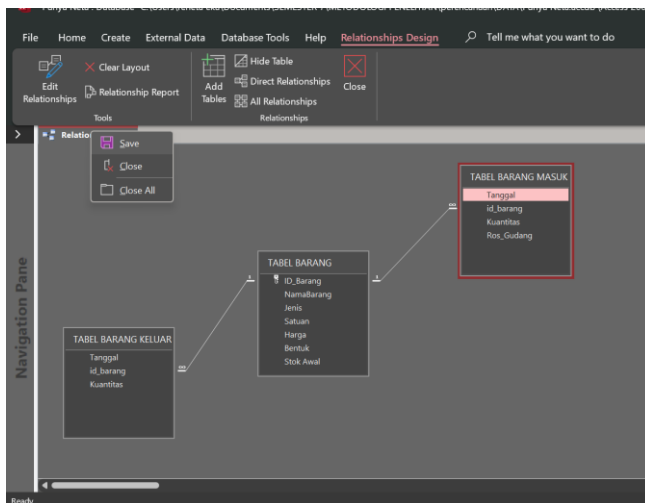 File Home Create External Data Database Tools Help Relationships Design Tell me what you want to do
Edit Relationships
Clear Layout
Relationship Report
Tools
Add Tables
Hide Table
Direct Relationships
All Relationships
Close
Relationships
Relatio
Save
Close
Close All
Navigation Pane
TABEL BARANG MASUK
Tanggal
id_barang
Kuantitas
Ros_Gudang
TABEL BARANG
ID_Barang
NamaBarang
Jenis
Satuan
Harga
Bentuk
Stok Awal
TABEL BARANG KELUAR
Tanggal
id_barang
Kuantitas
Ready